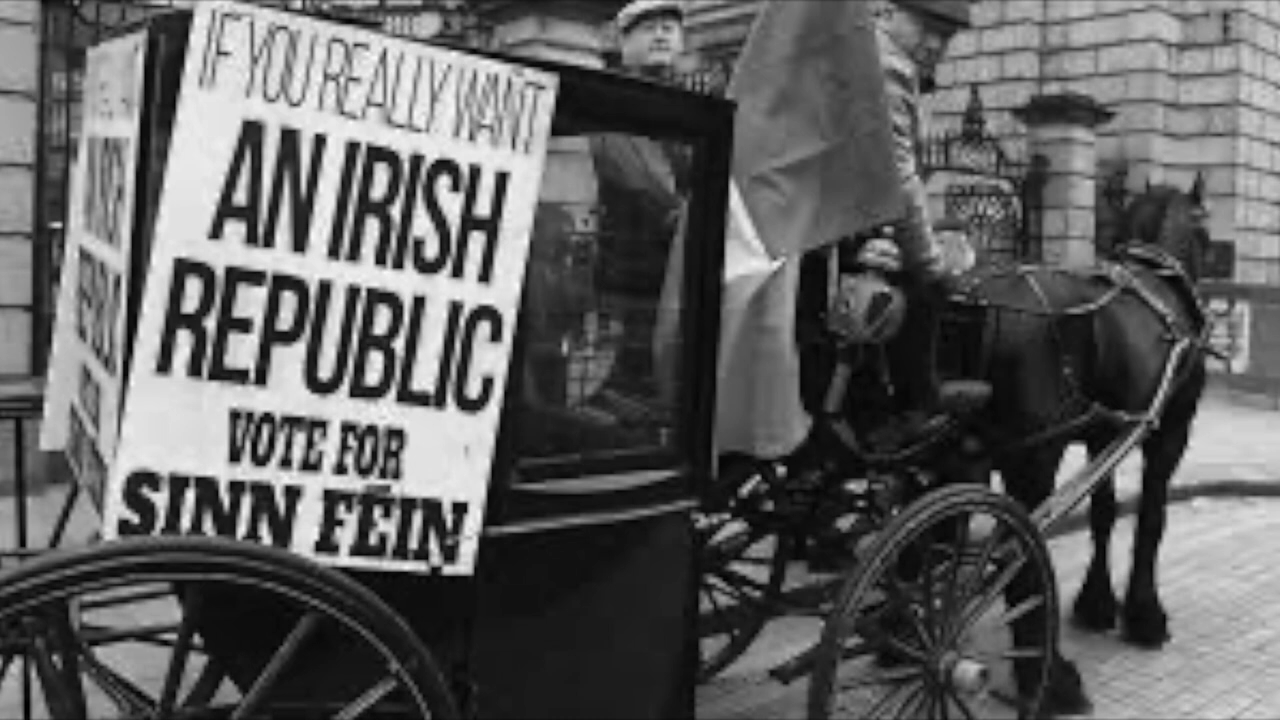 IF YOU REALLY WANT
AN IRISH
REPUBLIC
VOTE FOR
SINN FÉIN